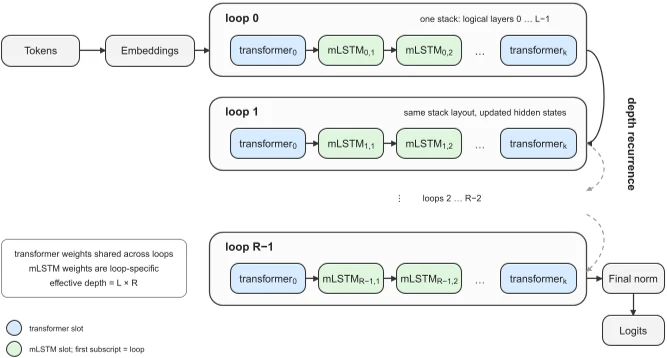 loop 0
one stack: logical layers 0 … L−1
Tokens
Embeddings
transformer₀
mLSTM₀,₁
mLSTM₀,₂
…
transformerₖ
loop 1
same stack layout, updated hidden states
transformer₀
mLSTM₁,₁
mLSTM₁,₂
…
transformerₖ
depth recurrence
⋮
loops 2 … R−2
loop R−1
transformer₀
mLSTM_R−1,1
mLSTM_R−1,2
…
transformerₖ
Final norm
Logits
transformer weights shared across loops
mLSTM weights are loop-specific
effective depth = L × R
transformer slot
mLSTM slot; first subscript = loop